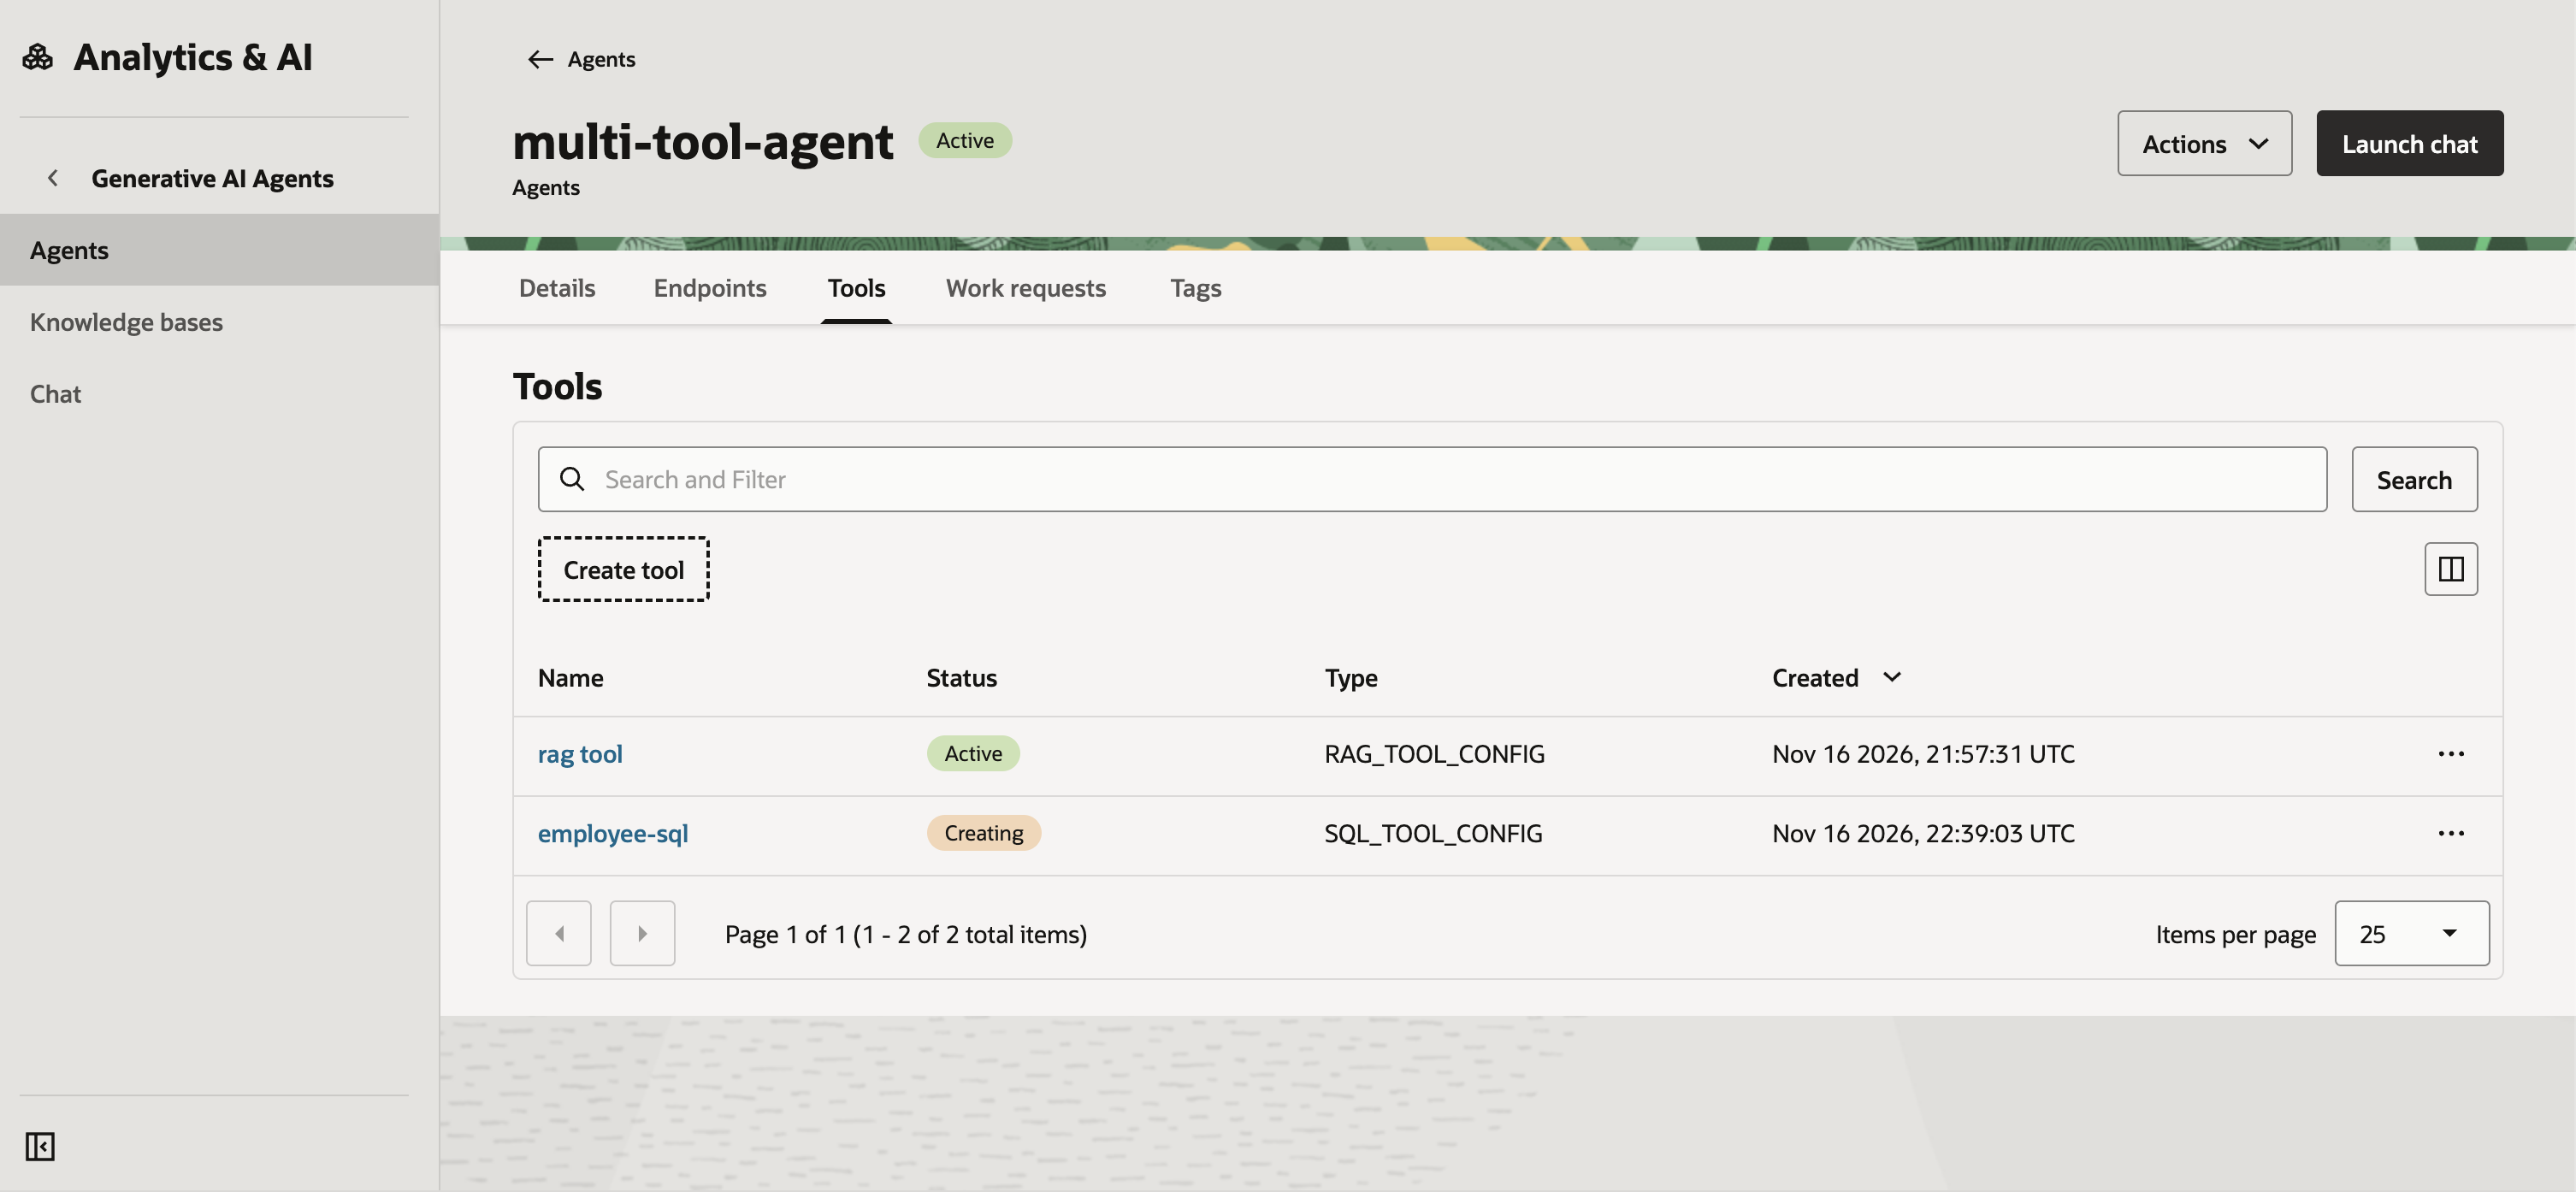 Analytics & AI
Generative AI Agents
Agents
Knowledge bases
Chat
Agents
multi-tool-agent Active
Agents
Actions Launch chat
Details Endpoints Tools Work requests Tags
Tools
Search and Filter Search
Create tool
Name Status Type Created
rag tool Active RAG_TOOL_CONFIG Nov 16 2026, 21:57:31 UTC
employee-sql Creating SQL_TOOL_CONFIG Nov 16 2026, 22:39:03 UTC
Page 1 of 1 (1 - 2 of 2 total items) Items per page 25